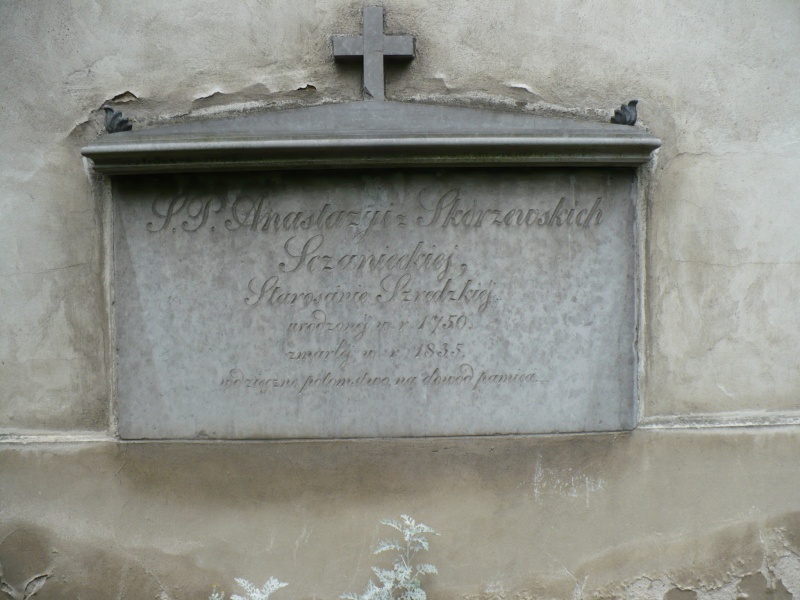 S.P. Anastazyi z Skorzewskich
Sczanieckiej,
Starościnie Szredzkiej.
urodzonej w r. 1750.
zmarłej w r. 1835.
wdzięczne potomstwo na dowód pamięci.